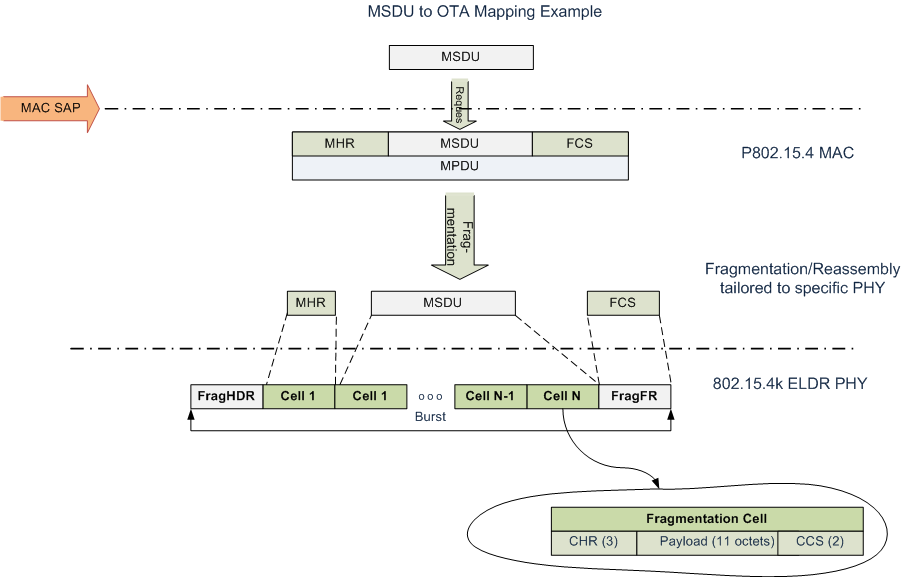 MSDU to OTA Mapping Example
MSDU
MAC SAP
Reques
MHR MSDU FCS
MPDU
P802.15.4 MAC
Frag-
mentation
Fragmentation/Reassembly
tailored to specific PHY
MHR MSDU FCS
802.15.4k ELDR PHY
FragHDR Cell 1 Cell 1 o o o Cell N-1 Cell N FragFR
Burst
Fragmentation Cell
CHR (3) Payload (11 octets) CCS (2)